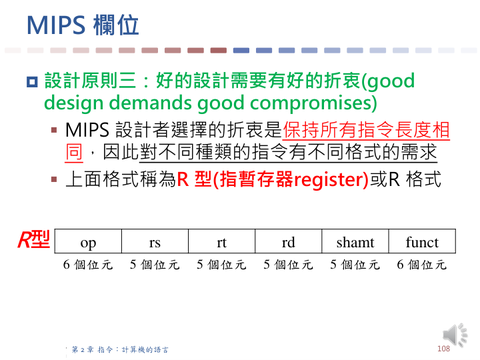 MIPS 欄位
設計原則三：好的設計需要有好的折衷(good
design demands good compromises)
MIPS 設計者選擇的折衷是保持所有指令長度相
同，因此對不同種類的指令有不同格式的需求
上面格式稱為R 型(指暫存器register)或R 格式
R型 op rs rt rd shamt funct
6 個位元 5 個位元 5 個位元 5 個位元 5 個位元 6 個位元
第 2 章 指令：計算機的語言 108